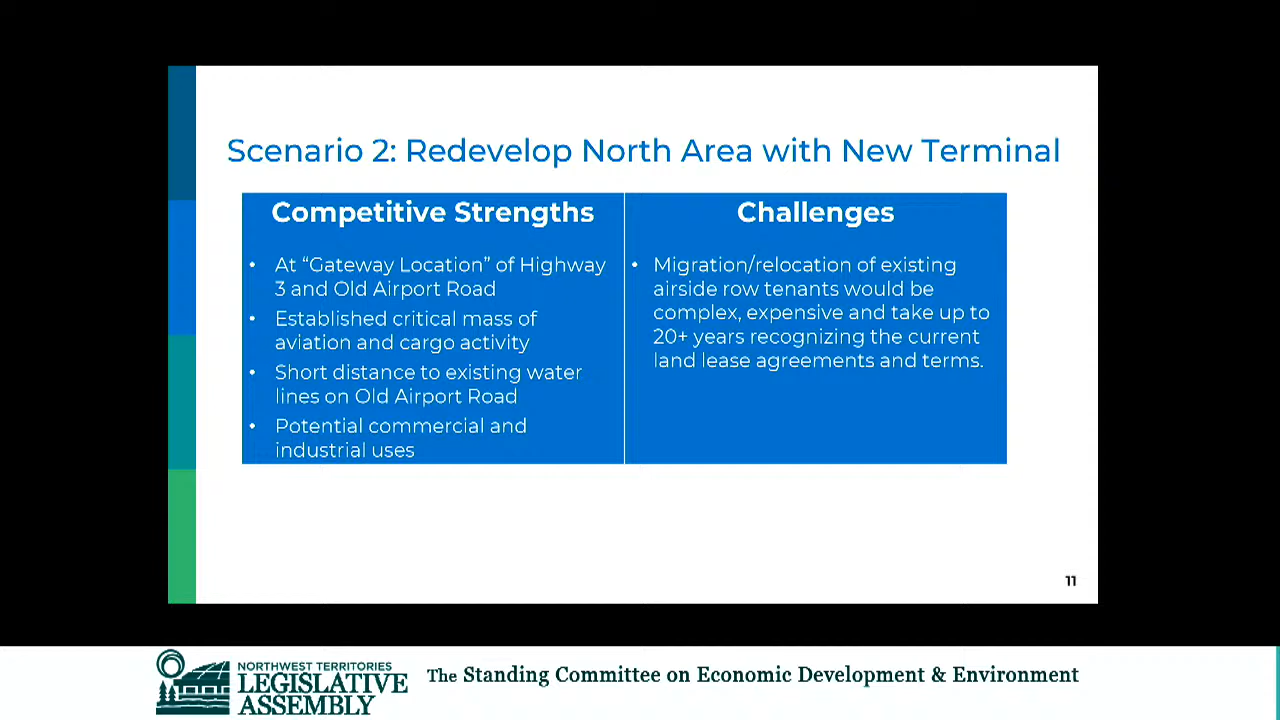 Scenario 2: Redevelop North Area with New Terminal
Competitive Strengths
• At “Gateway Location” of Highway
3 and Old Airport Road
• Established critical mass of
aviation and cargo activity
• Short distance to existing water
lines on Old Airport Road
• Potential commercial and
industrial uses
Challenges
• Migration/relocation of existing
airside row tenants would be
complex, expensive and take up to
20+ years recognizing the current
land lease agreements and terms.
11
NORTHWEST TERRITORIES
LEGISLATIVE
ASSEMBLY
The Standing Committee on Economic Development & Environment